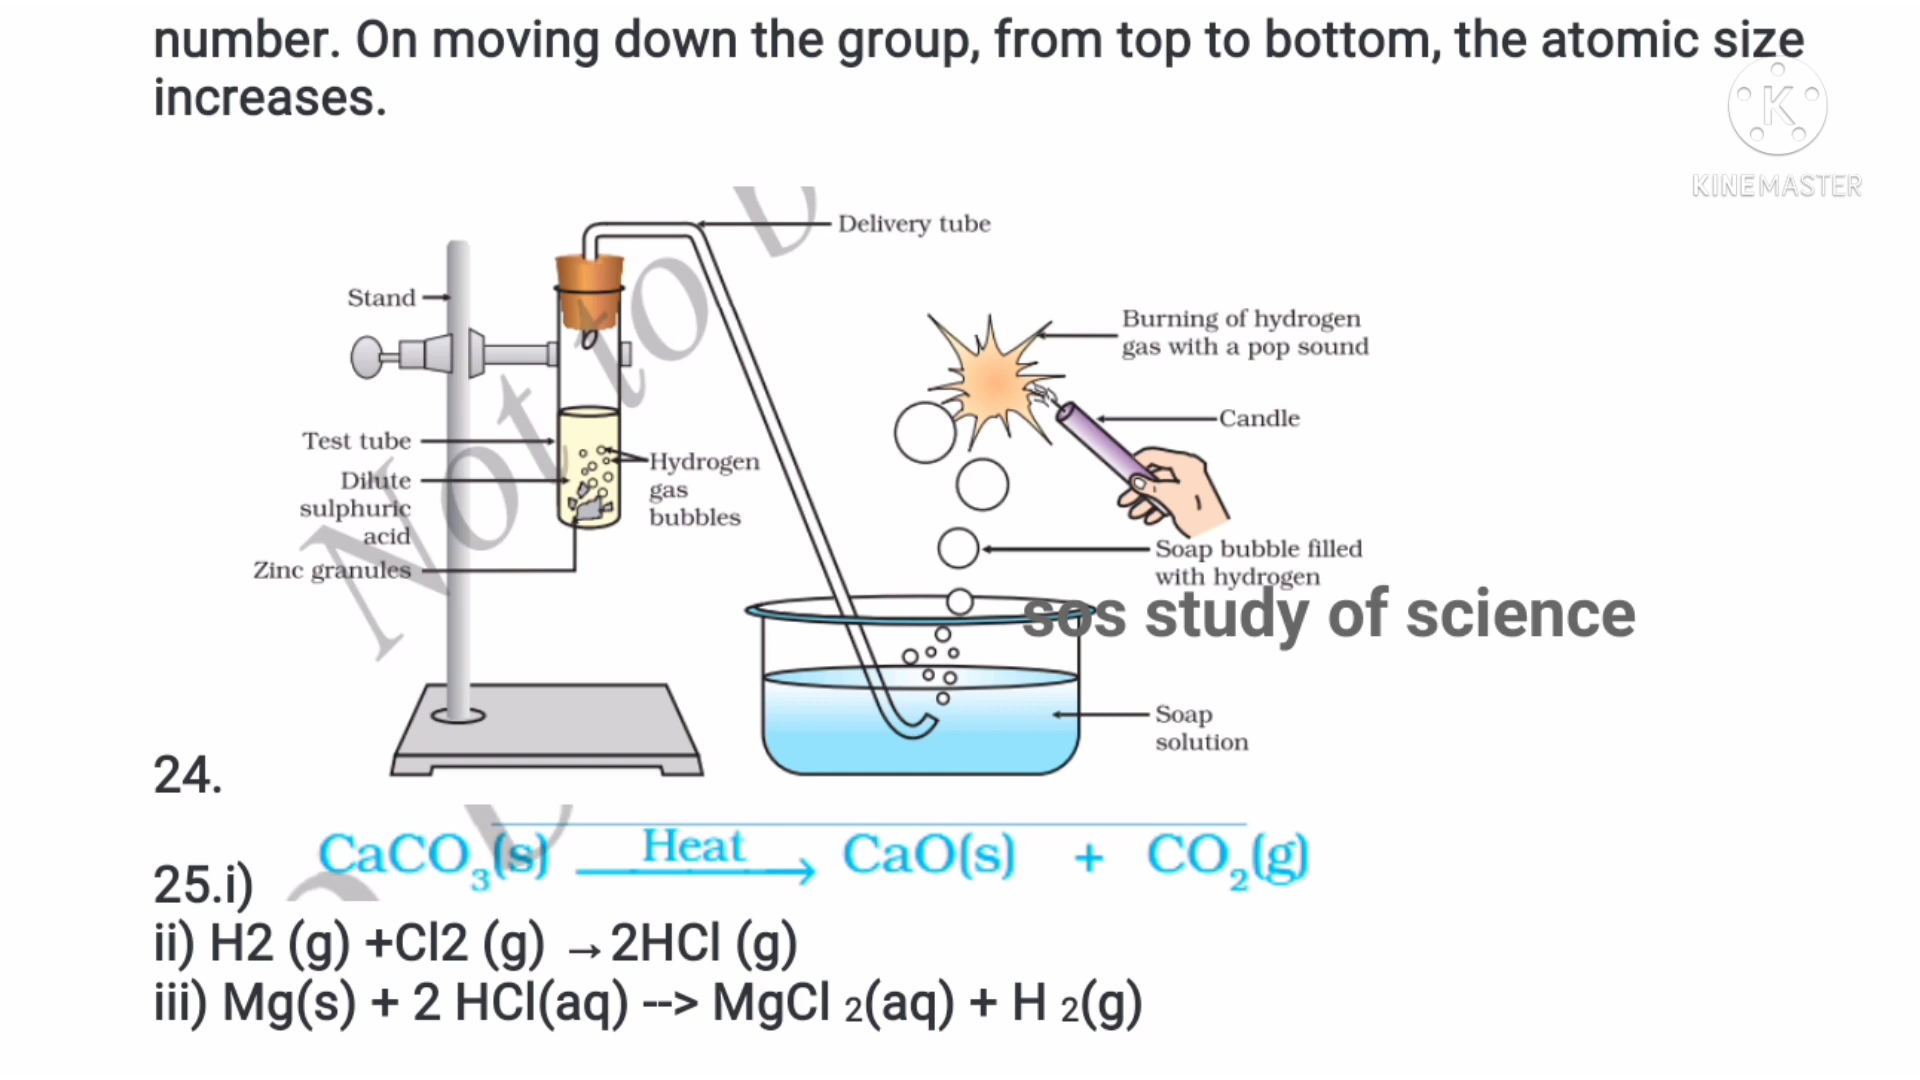 number. On moving down the group, from top to bottom, the atomic size
increases.
K
KINEMASTER
Delivery tube
Stand
Burning of hydrogen
gas with a pop sound
Candle
Test tube
Hydrogen
gas
bubbles
Dilute
sulphuric
acid
Zinc granules
Soap bubble filled
with hydrogen
sos study of science
Soap
solution
Not to b
24.
25.i) CaCO₃(s) Heat → CaO(s) + CO₂(g)
ii) H2 (g) +Cl2 (g) → 2HCl (g)
iii) Mg(s) + 2 HCl(aq) --> MgCl ₂(aq) + H ₂(g)